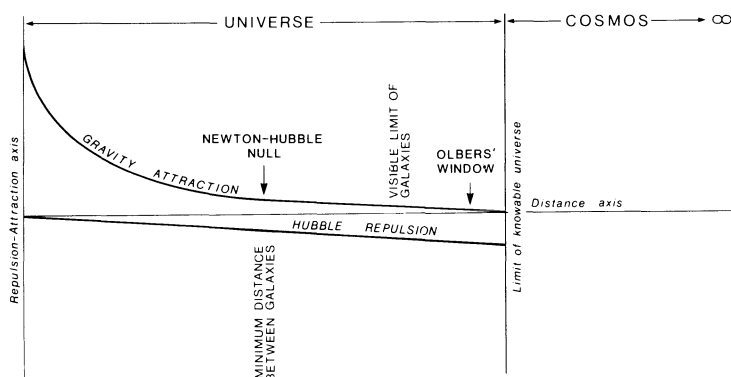 UNIVERSE
COSMOS
∞
GRAVITY ATTRACTION
NEWTON-HUBBLE
NULL
VISIBLE LIMIT OF
GALAXIES
OLBERS'
WINDOW
Repulsion-Attraction axis
HUBBLE REPULSION
MINIMUM DISTANCE
BETWEEN GALAXIES
Limit of knowable universe
Distance axis